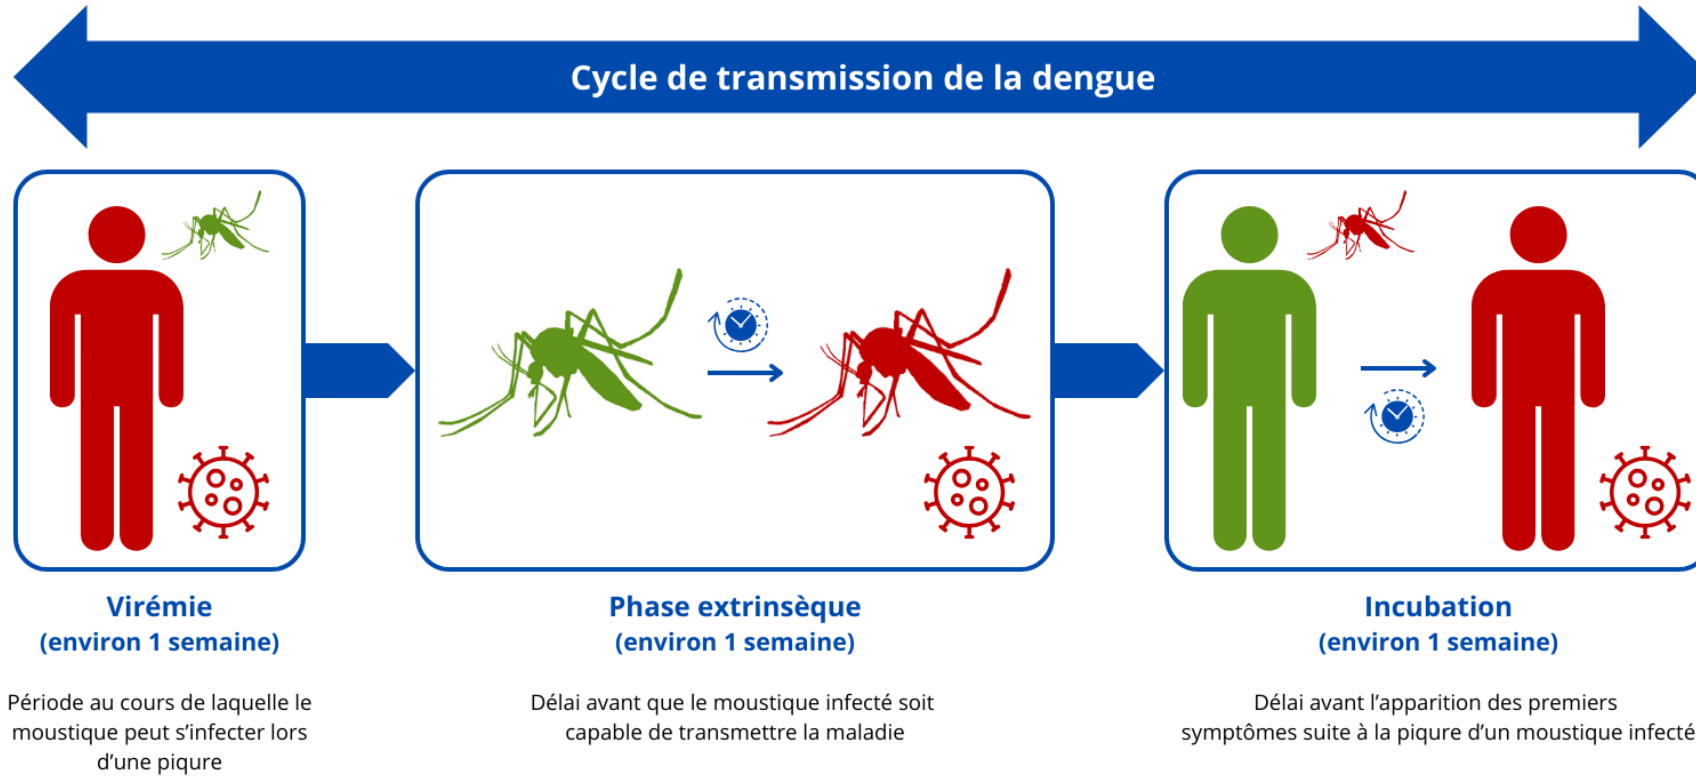 Cycle de transmission de la dengue
Virémie
(environ 1 semaine)
Période au cours de laquelle le
moustique peut s'infecter lors
d'une piqure
Phase extrinsèque
(environ 1 semaine)
Délai avant que le moustique infecté soit
capable de transmettre la maladie
Incubation
(environ 1 semaine)
Délai avant l'apparition des premiers
symptômes suite à la piqure d'un moustique infecté